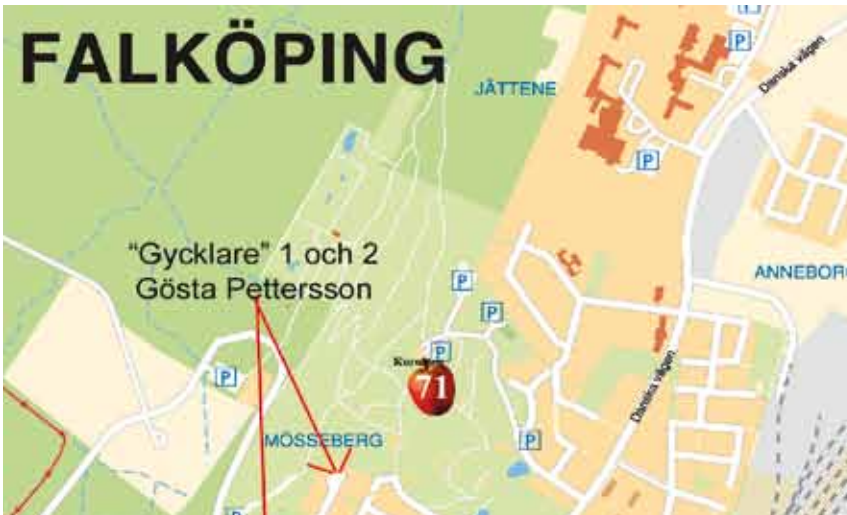 FALKÖPING
JÄTTENE
Danska vägen
P
P
P
"Gycklare" 1 och 2
Gösta Pettersson
ANNEBORG
P
P
P
71
P
Danska vägen
MÖSSEBERG
P
P